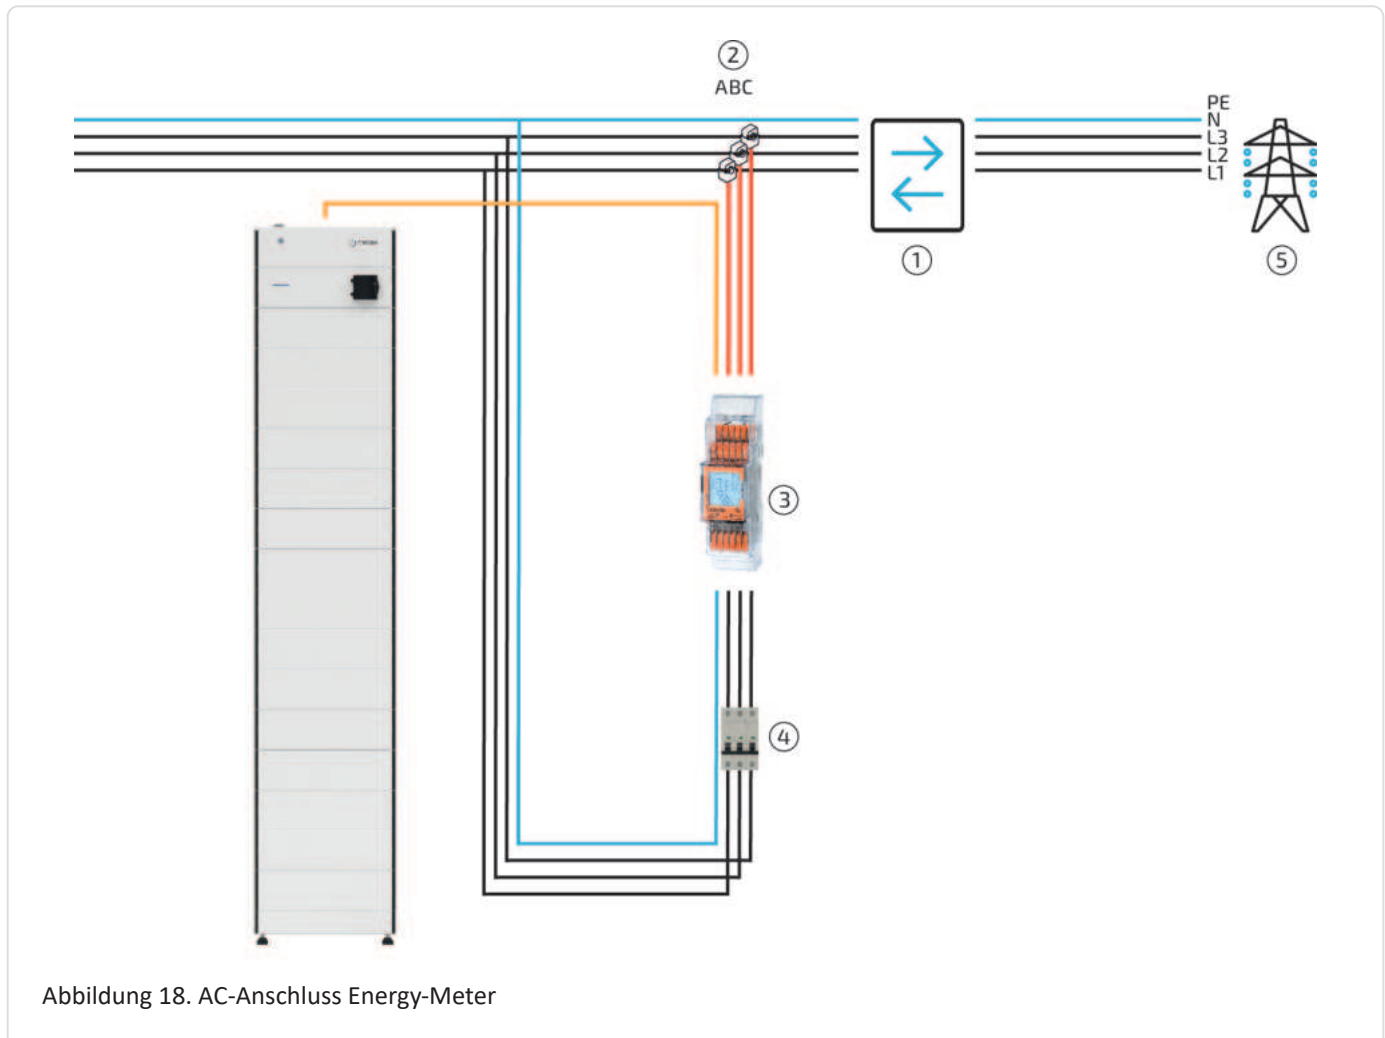 ②
ABC
PE
N
L3
L2
L1
①
⑤
③
④
Abbildung 18. AC-Anschluss Energy-Meter